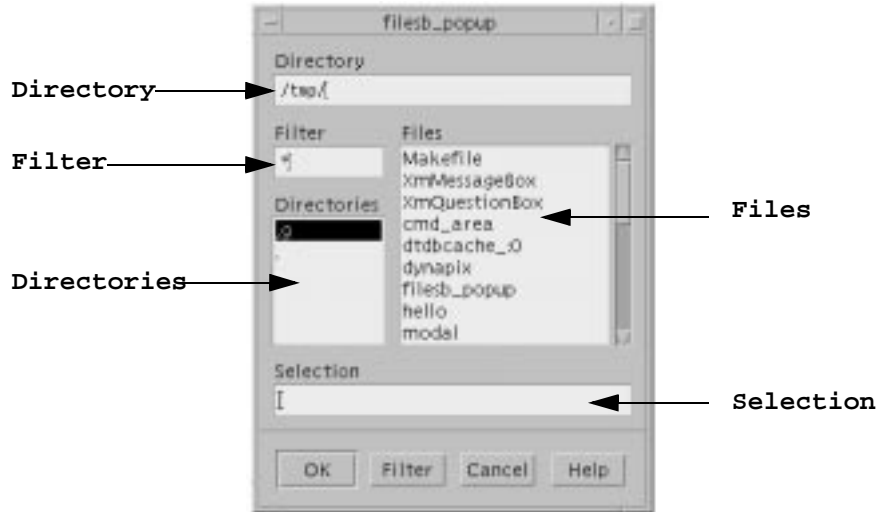 filesb_popup
Directory
Directory
/tmp/
Filter
Filter
*
Files
Makefile
XmMessageBox
XmQuestionBox
cmd_area
dtdbcache_:0
dynapix
filesb_popup
hello
modal
Files
Directories
Directories
.
Selection
Selection
OK
Filter
Cancel
Help